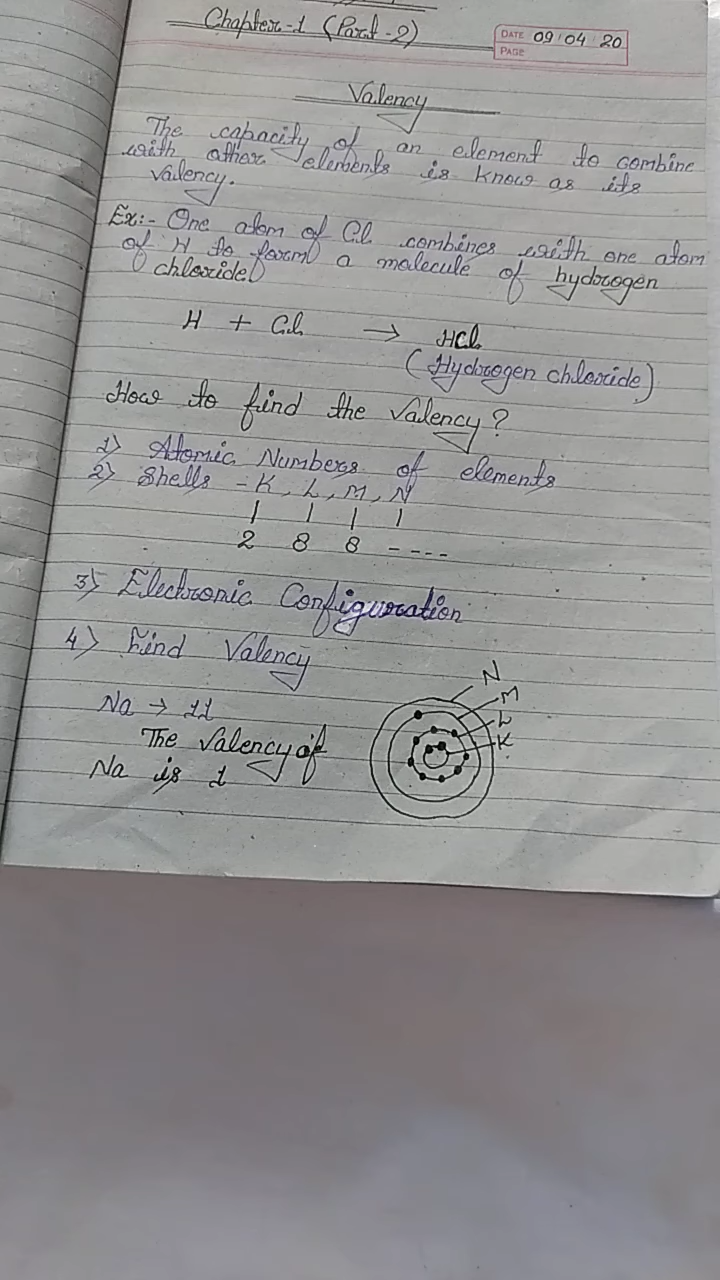 Chapter-1 (Part-2)
DATE 09 04 20
PAGE
Valency
The capacity of an element to combine
with other elements is know as its
valency.
Ex:- One atom of Cl combines with one atom
of H to form a molecule of hydrogen
chloride
H + Cl → HCl
(Hydrogen chloride)
How to find the Valency?
1) Atomic Numbers of elements
2) Shells - K, L, M, N
2 8 8 ----
3) Electronic Configuration
4) Find Valency
N
M
L
K
Na → 11
The Valency of
Na is 1